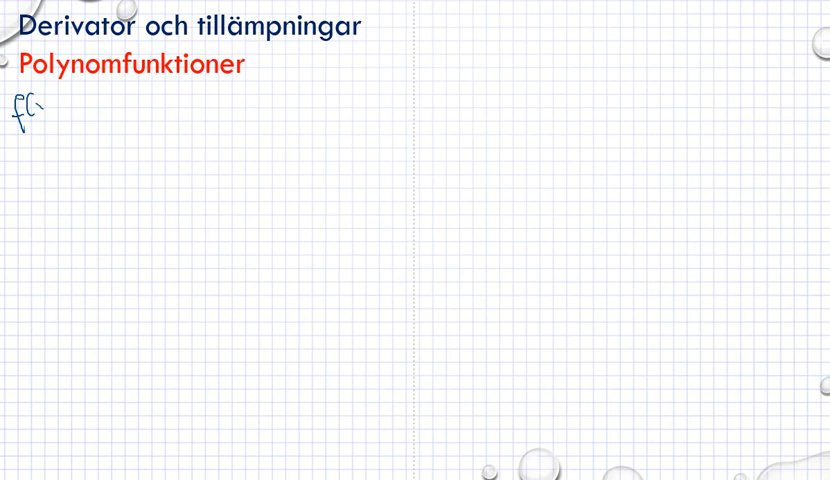 Derivator och tillämpningar
Polynomfunktioner
f(